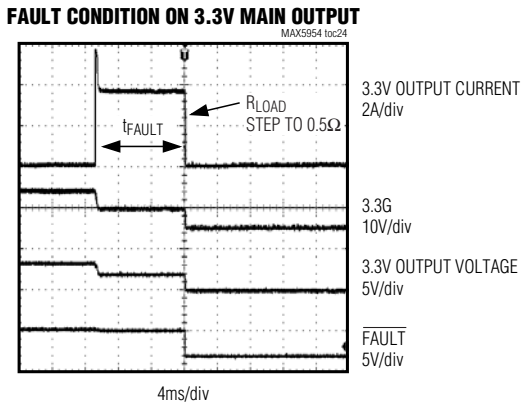 FAULT CONDITION ON 3.3V MAIN OUTPUT
MAX5954 toc24
3.3V OUTPUT CURRENT
2A/div
RLOAD
STEP TO 0.5Ω
tFAULT
3.3G
10V/div
3.3V OUTPUT VOLTAGE
5V/div
FAULT
5V/div
4ms/div